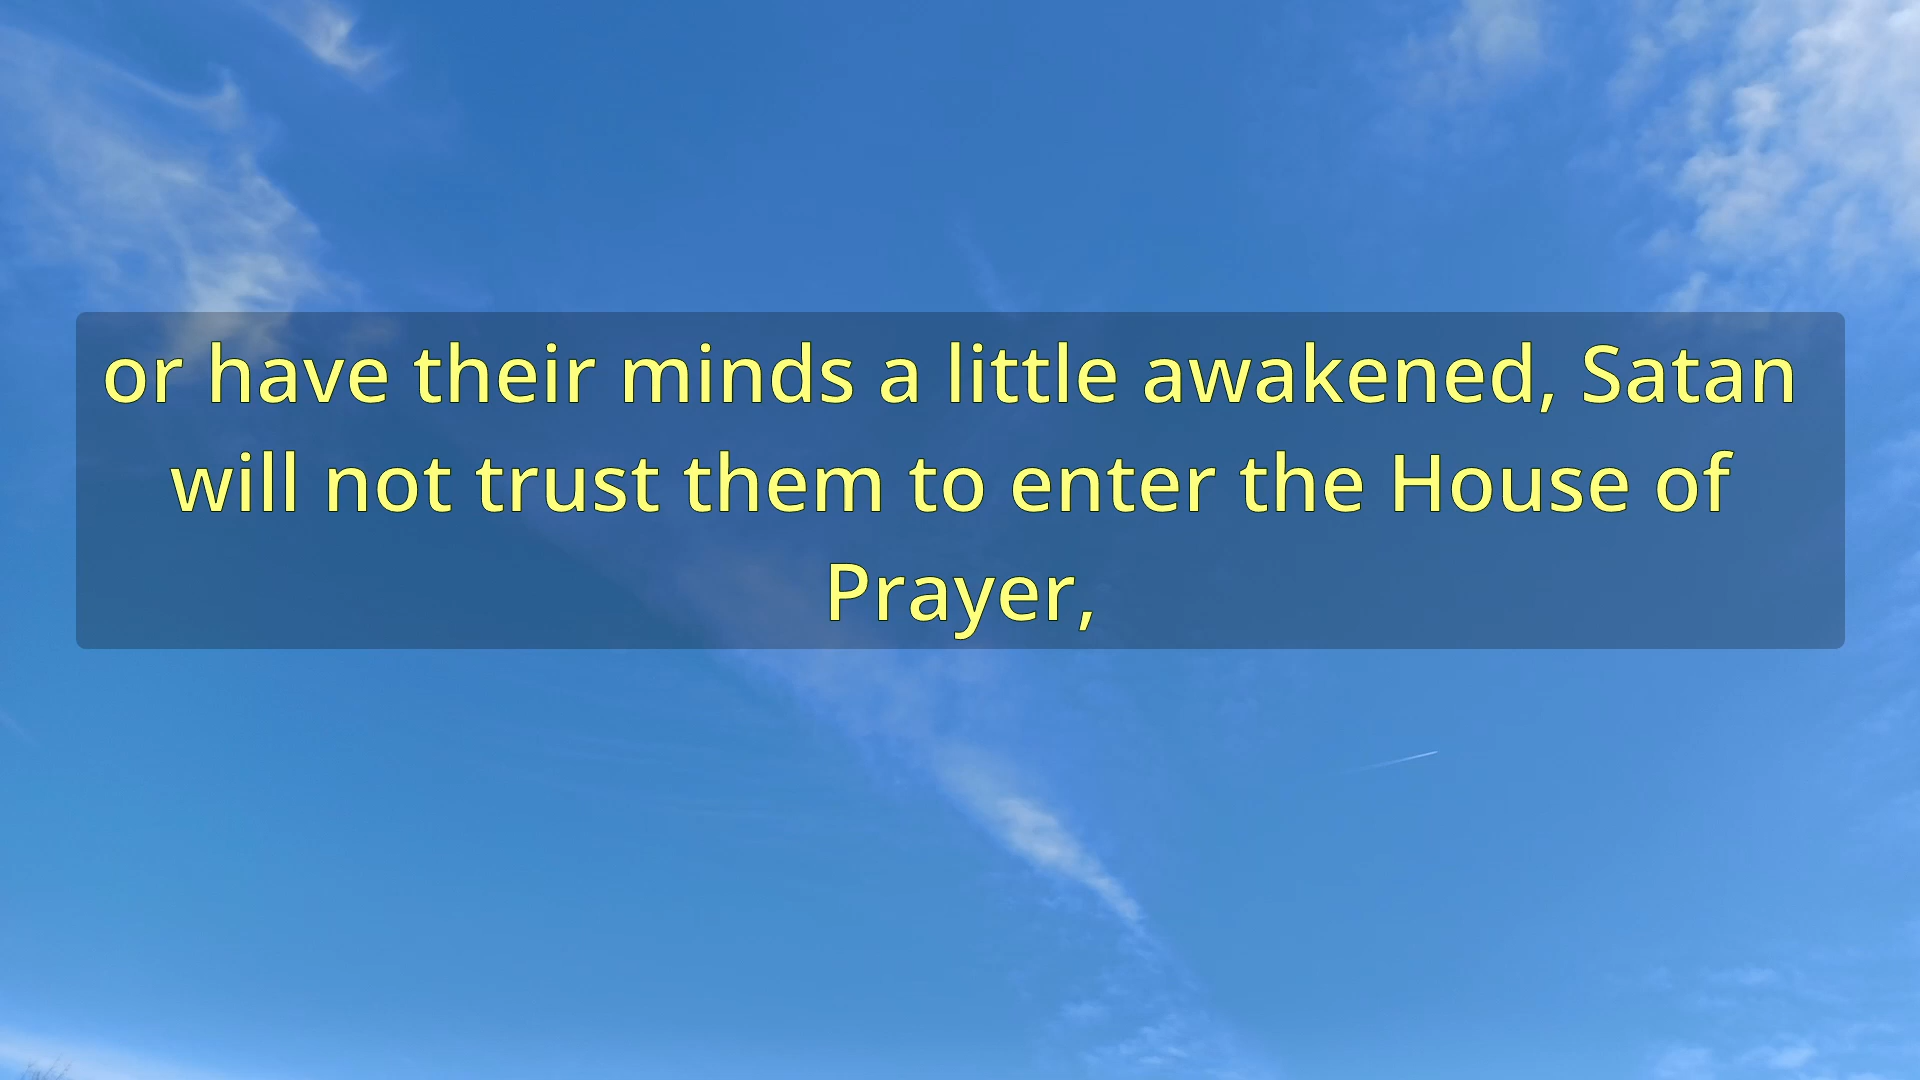 or have their minds a little awakened, Satan
will not trust them to enter the House of
Prayer,